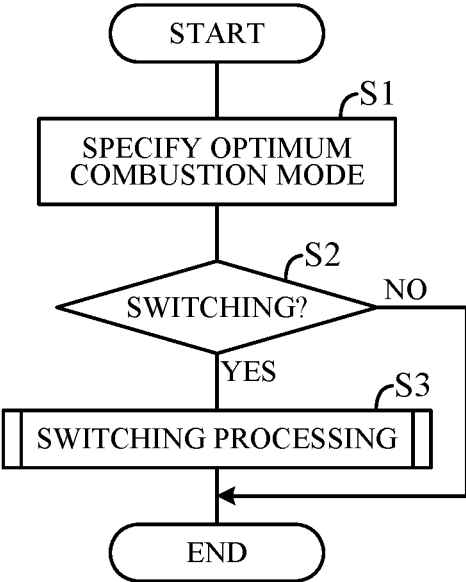 START
S1
SPECIFY OPTIMUM
COMBUSTION MODE
S2
SWITCHING?
NO
YES
S3
SWITCHING PROCESSING
END